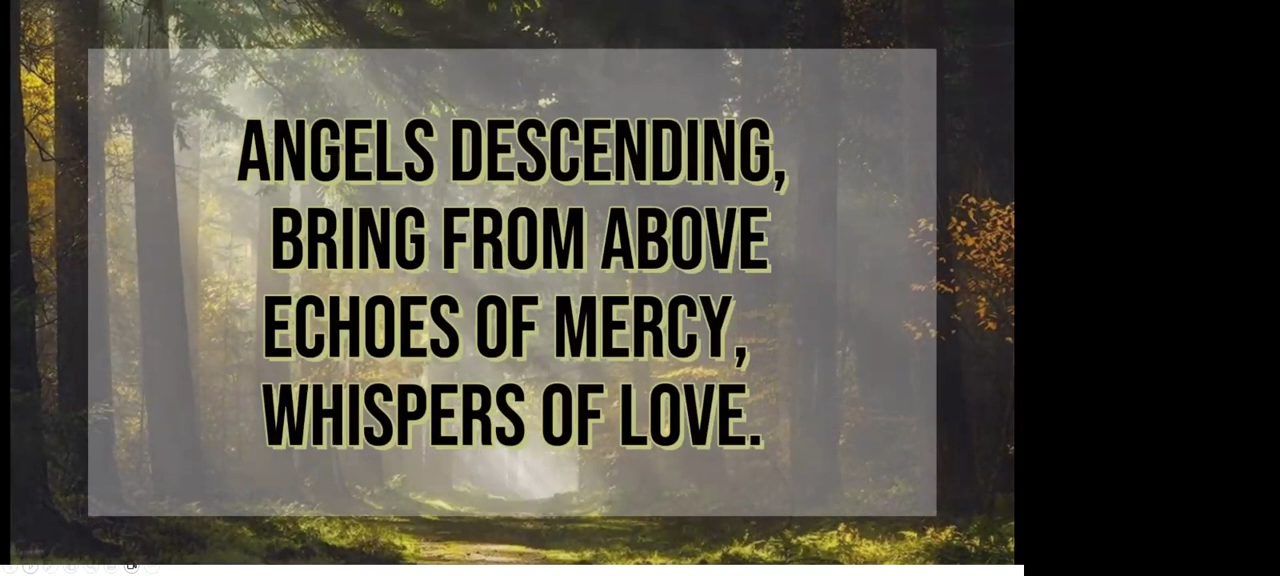 ANGELS DESCENDING,
BRING FROM ABOVE
ECHOES OF MERCY,
WHISPERS OF LOVE.